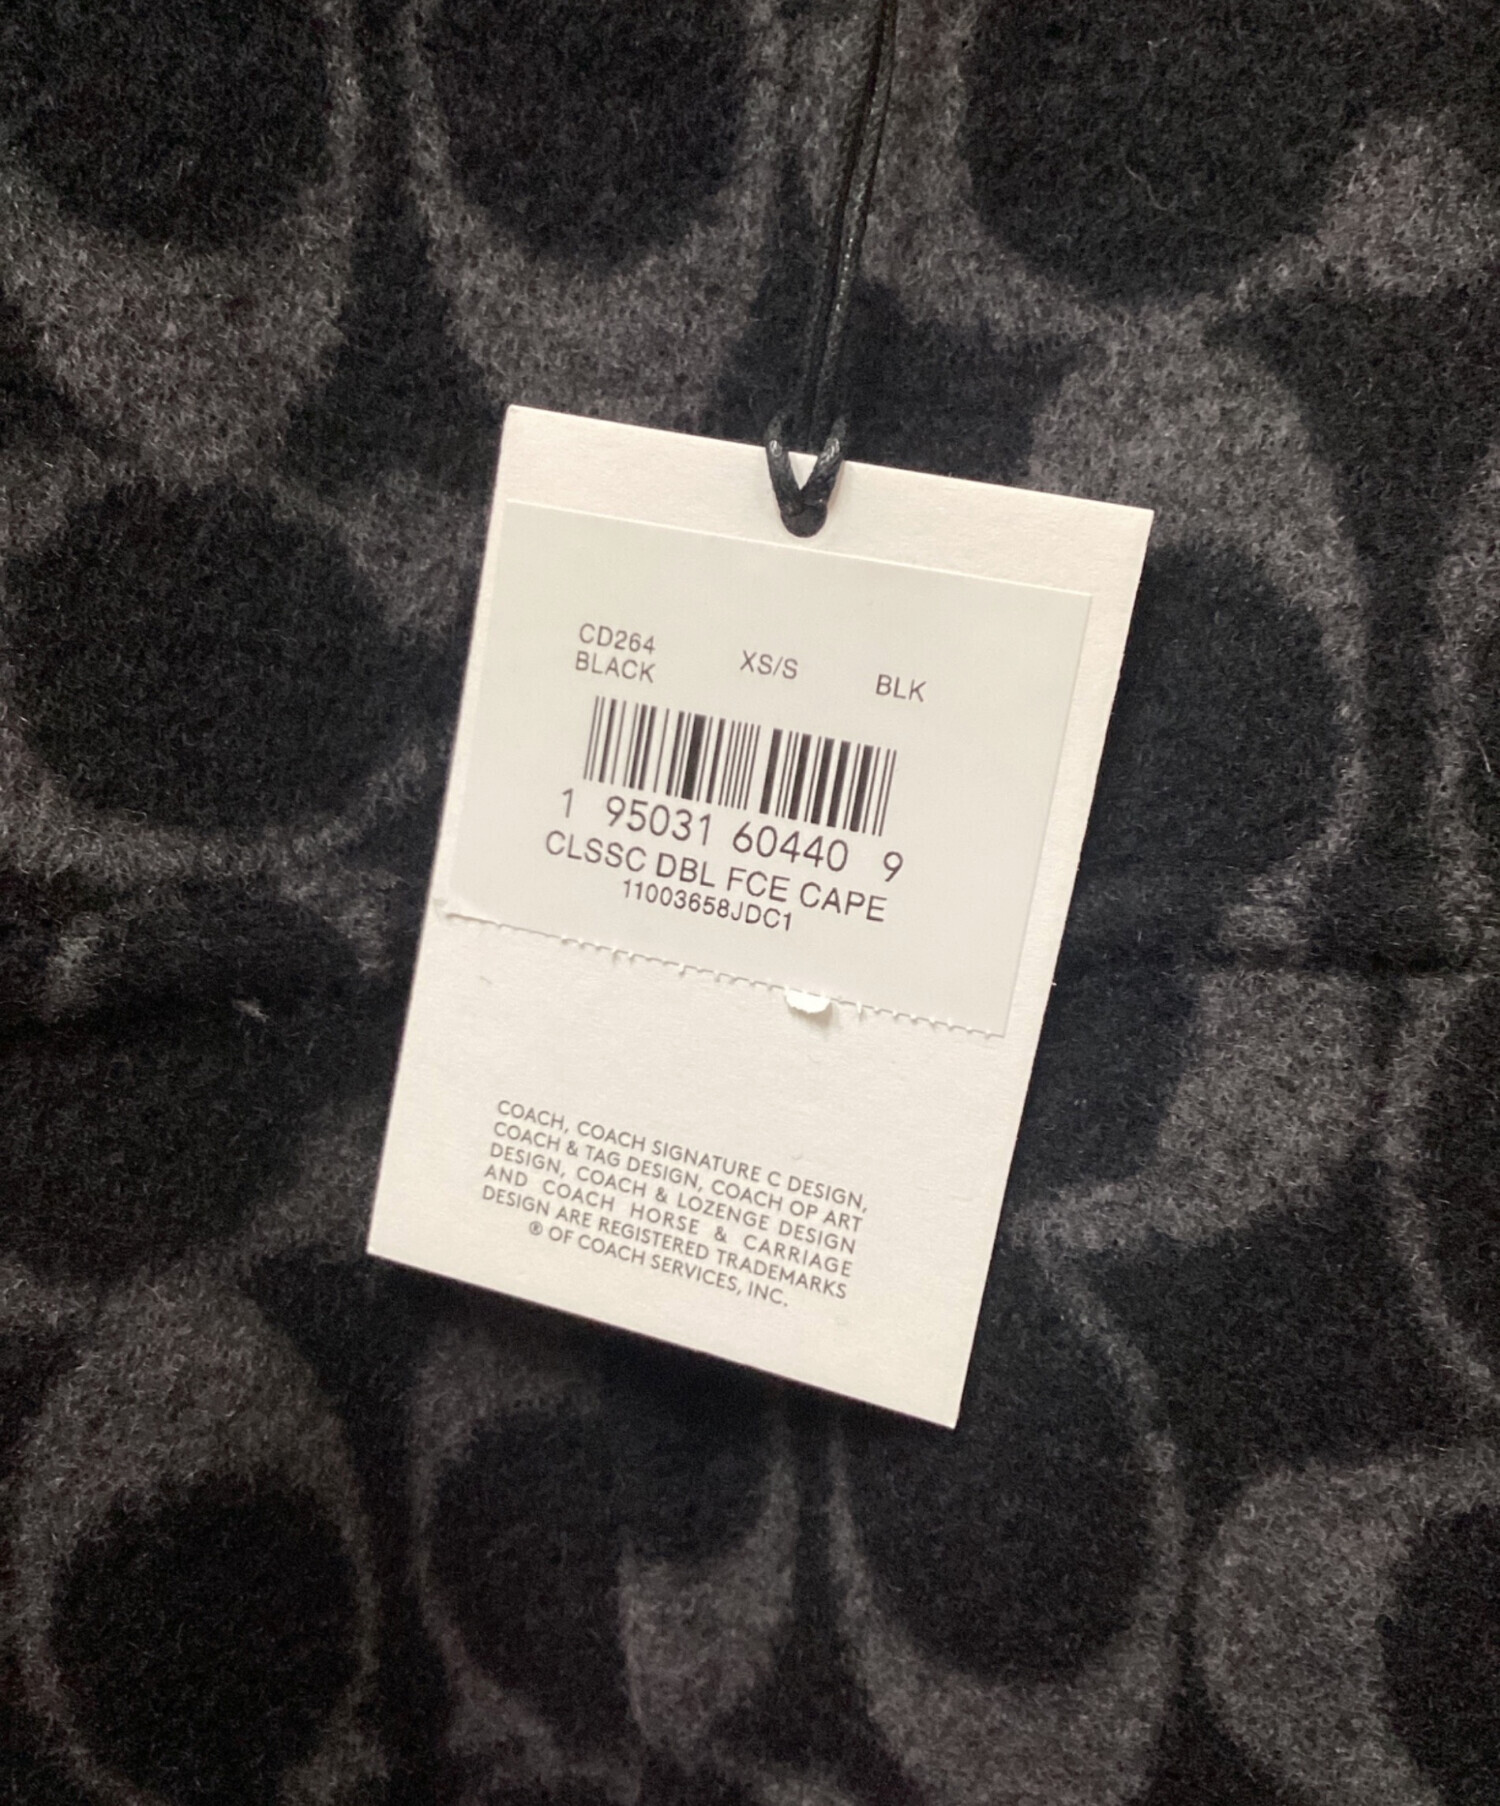 CD264 XS/S BLK
BLACK
1 95031 60440 9
CLSSC DBL FCE CAPE
11003658JDC1
COACH, COACH SIGNATURE C DESIGN,
COACH & TAG DESIGN, COACH OP ART
DESIGN, COACH & LOZENGE DESIGN
AND COACH HORSE & CARRIAGE
DESIGN ARE REGISTERED TRADEMARKS
® OF COACH SERVICES, INC.